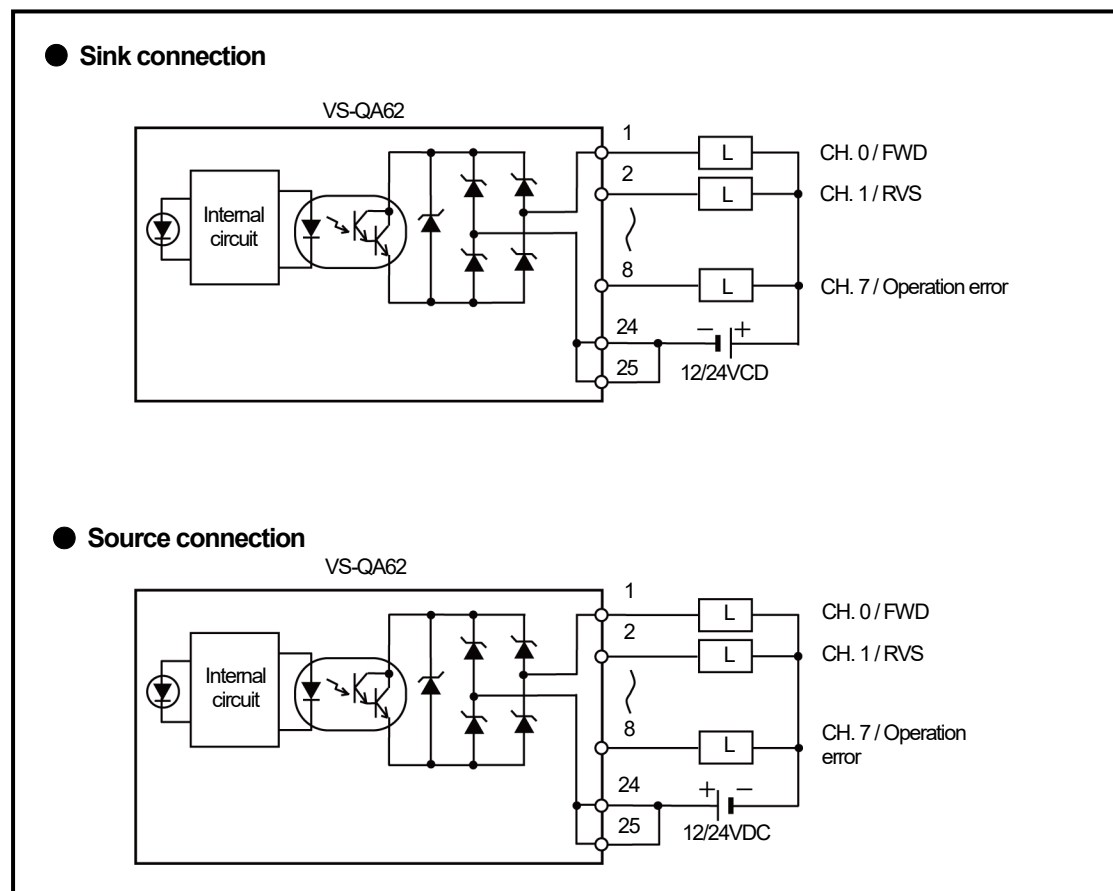 ● Sink connection
VS-QA62
Internal
circuit
1
L
CH. 0 / FWD
2
L
CH. 1 / RVS
8
L
CH. 7 / Operation error
24
− +
25
12/24VCD
● Source connection
VS-QA62
Internal
circuit
1
L
CH. 0 / FWD
2
L
CH. 1 / RVS
8
L
CH. 7 / Operation
error
24
+ −
25
12/24VDC